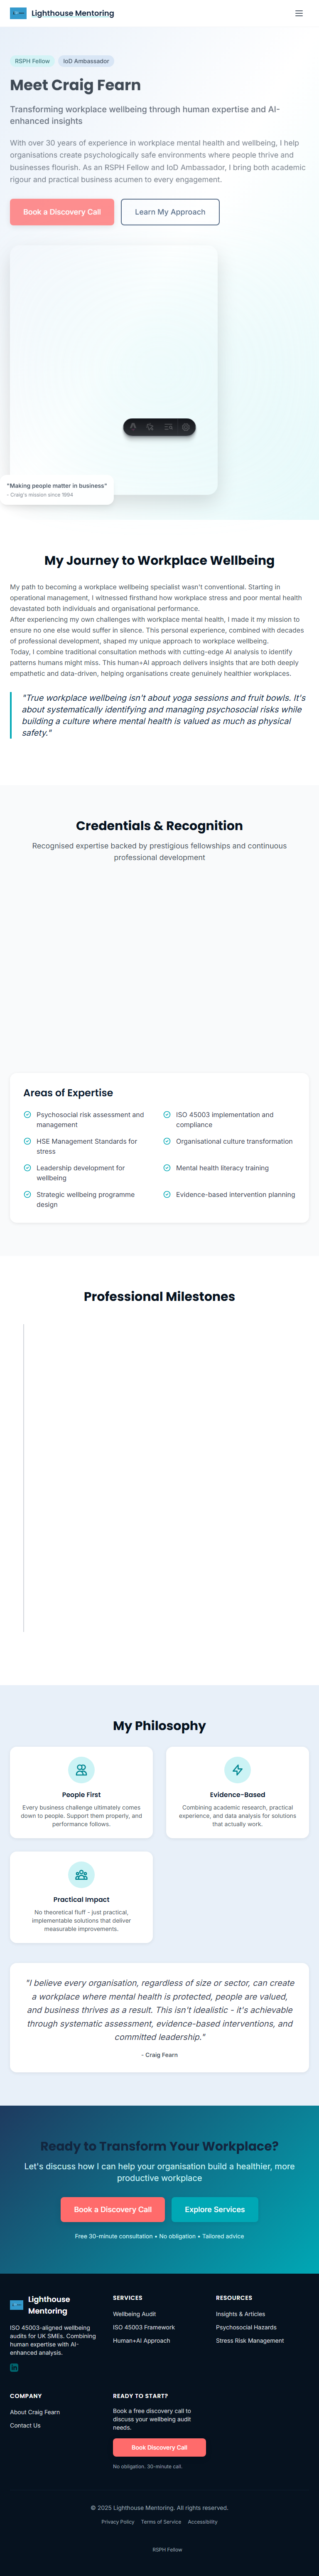 Lighthouse Mentoring
RSPH Fellow
IoD Ambassador
Meet Craig Fearn
Transforming workplace wellbeing through human expertise and AI-
enhanced insights
With over 30 years of experience in workplace mental health and wellbeing, I help
organisations create psychologically safe environments where people thrive and
businesses flourish. As an RSPH Fellow and IoD Ambassador, I bring both academic
rigour and practical business acumen to every engagement.
Book a Discovery Call
Learn My Approach
"Making people matter in business"
- Craig's mission since 1994
My Journey to Workplace Wellbeing
My path to becoming a workplace wellbeing specialist wasn't conventional. Starting in
operational management, I witnessed firsthand how workplace stress and poor mental health
devastated both individuals and organisational performance.
After experiencing my own challenges with workplace mental health, I made it my mission to
ensure no one else would suffer in silence. This personal experience, combined with decades
of professional development, shaped my unique approach to workplace wellbeing.
Today, I combine traditional consultation methods with cutting-edge AI analysis to identify
patterns humans might miss. This human+AI approach delivers insights that are both deeply
empathetic and data-driven, helping organisations create genuinely healthier workplaces.
"True workplace wellbeing isn't about yoga sessions and fruit bowls. It's
about systematically identifying and managing psychosocial risks while
building a culture where mental health is valued as much as physical
safety."
Credentials & Recognition
Recognised expertise backed by prestigious fellowships and continuous
professional development
Areas of Expertise
Psychosocial risk assessment and
management
ISO 45003 implementation and
compliance
HSE Management Standards for
stress
Organisational culture transformation
Leadership development for
wellbeing
Mental health literacy training
Strategic wellbeing programme
design
Evidence-based intervention planning
Professional Milestones
My Philosophy
People First
Every business challenge ultimately comes
down to people. Support them properly, and
performance follows.
Evidence-Based
Combining academic research, practical
experience, and data analysis for solutions
that actually work.
Practical Impact
No theoretical fluff - just practical,
implementable solutions that deliver
measurable improvements.
"I believe every organisation, regardless of size or sector, can create
a workplace where mental health is protected, people are valued,
and business thrives as a result. This isn't idealistic - it's achievable
through systematic assessment, evidence-based interventions, and
committed leadership."
- Craig Fearn
Ready to Transform Your Workplace?
Let's discuss how I can help your organisation build a healthier, more
productive workplace
Book a Discovery Call
Explore Services
Free 30-minute consultation • No obligation • Tailored advice
Lighthouse
Mentoring
ISO 45003-aligned wellbeing
audits for UK SMEs. Combining
human expertise with AI-
enhanced analysis.
SERVICES
Wellbeing Audit
ISO 45003 Framework
Human+AI Approach
RESOURCES
Insights & Articles
Psychosocial Hazards
Stress Risk Management
COMPANY
About Craig Fearn
Contact Us
READY TO START?
Book a free discovery call to
discuss your wellbeing audit
needs.
Book Discovery Call
No obligation. 30-minute call.
© 2025 Lighthouse Mentoring. All rights reserved.
Privacy Policy
Terms of Service
Accessibility
RSPH Fellow